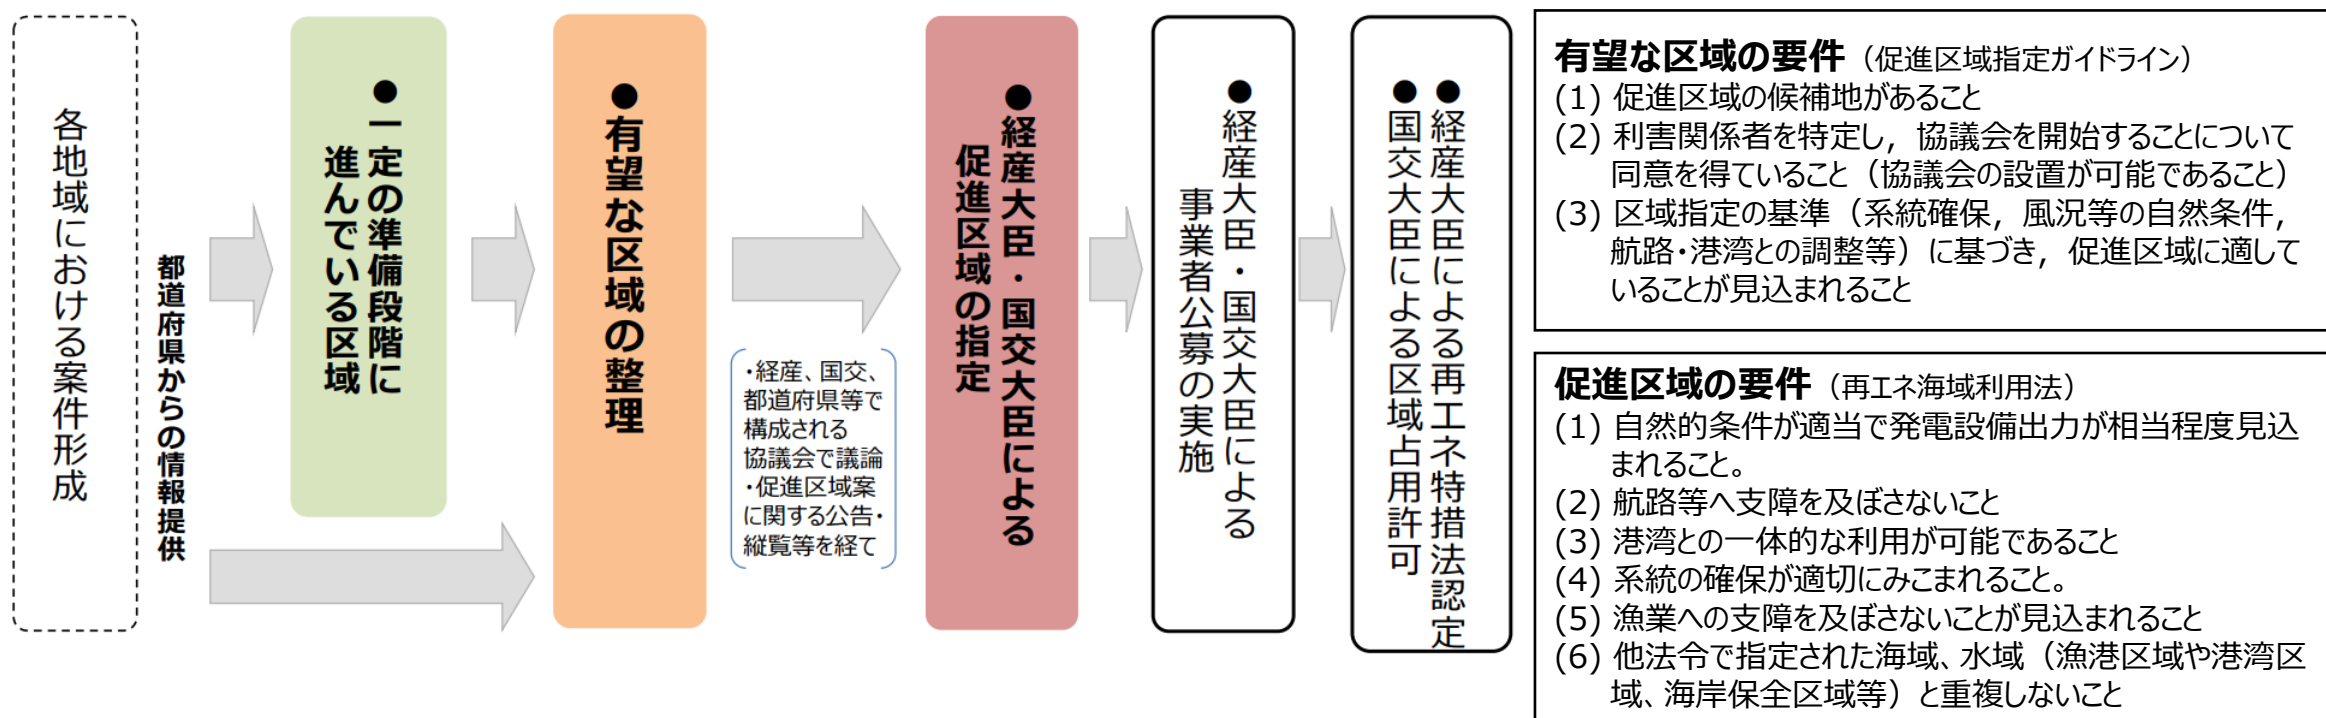 各地域における案件形成
都道府県からの情報提供
●一定の準備段階に
進んでいる区域
●有望な区域の整理
・経産、国交、
都道府県等で
構成される
協議会で議論
・促進区域案
に関する公告・
縦覧等を経て
●経産大臣・国交大臣による
促進区域の指定
●経産大臣・国交大臣による
事業者公募の実施
●経産大臣による再エネ特措法認定
●国交大臣による区域占用許可
有望な区域の要件（促進区域指定ガイドライン）
(1) 促進区域の候補地があること
(2) 利害関係者を特定し，協議会を開始することについて
同意を得ていること（協議会の設置が可能であること）
(3) 区域指定の基準（系統確保，風況等の自然条件，
航路・港湾との調整等）に基づき，促進区域に適して
いることが見込まれること
促進区域の要件（再エネ海域利用法）
(1) 自然的条件が適当で発電設備出力が相当程度見込
まれること。
(2) 航路等へ支障を及ぼさないこと
(3) 港湾との一体的な利用が可能であること
(4) 系統の確保が適切にみこまれること。
(5) 漁業への支障を及ぼさないことが見込まれること
(6) 他法令で指定された海域、水域（漁港区域や港湾区
域、海岸保全区域等）と重複しないこと